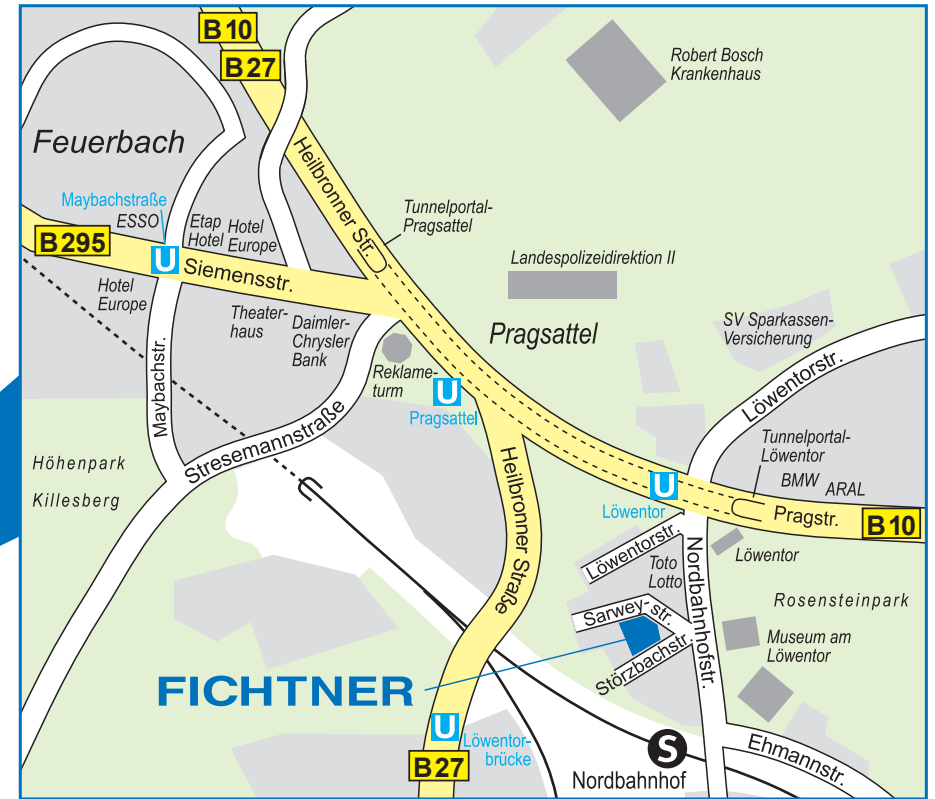 B10
B27
Robert Bosch
Krankenhaus
Feuerbach
Heilbronner Str.
Maybachstraße
ESSO
Etap
Hotel
Hotel
Europe
Tunnelportal-
Pragsattel
B295
Siemensstr.
Landespolizeidirektion II
Hotel
Europe
Theater-
haus
Daimler-
Chrysler
Bank
Pragsattel
SV Sparkassen-
Versicherung
Reklame-
turm
U
U
Pragsattel
Maybachstr.
Löwentorstr.
Stresemannstraße
Tunnelportal-
Löwentor
Höhenpark
Killesberg
BMW
ARAL
U
Löwentor
Pragstr.
B10
Heilbronner Straße
Löwentorstr.
Toto
Lotto
Nordbahnhofstr.
Löwentor
Rosensteinpark
Sarwey-str.
Museum am
Löwentor
Störzbachstr.
FICHTNER
U
Löwentor-
brücke
B27
S
Nordbahnhof
Ehmannstr.